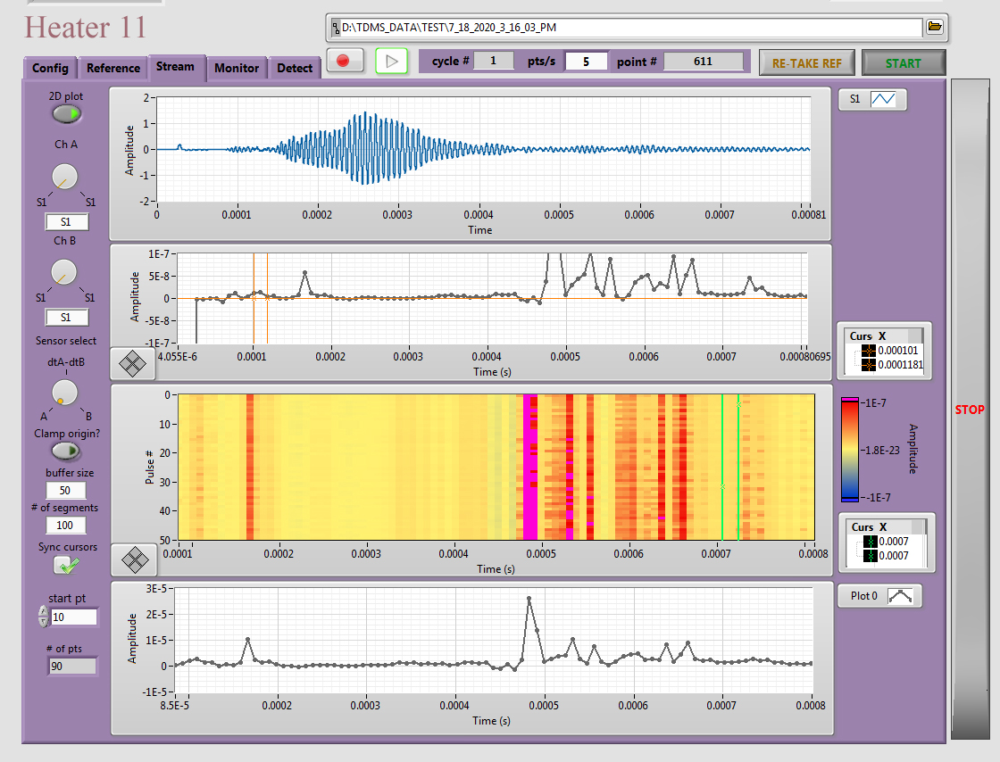 Heater 11
D:\TDMS_DATA\TEST\7_18_2020_3_16_03_PM
Config Reference Stream Monitor Detect
cycle # 1 pts/s 5 point # 611
RE-TAKE REF START
2D plot
Ch A
S1 S1
S1
Ch B
S1 S1
S1
Sensor select
dtA-dtB
A B
Clamp origin?
buffer size
50
# of segments
100
Sync cursors
start pt
10
# of pts
90
S1
Amplitude
2
1
0
-1
-2
0 0.0001 0.0002 0.0003 0.0004 0.0005 0.0006 0.0007 0.00081
Time
Amplitude
1E-7
5E-8
0
-5E-8
-1E-7
4.055E-6 0.0001 0.0002 0.0003 0.0004 0.0005 0.0006 0.0007 0.00080695
Time (s)
Curs X
0.000101
0.0001181
Pulse #
0
10
20
30
40
50
0.0001 0.0002 0.0003 0.0004 0.0005 0.0006 0.0007 0.0008
Time (s)
1E-7
1.8E-23
-1E-7
Amplitude
Curs X
0.0007
0.0007
Plot 0
Amplitude
3E-5
2E-5
1E-5
0
-1E-5
8.5E-5 0.0002 0.0003 0.0004 0.0005 0.0006 0.0007 0.0008
Time (s)
STOP